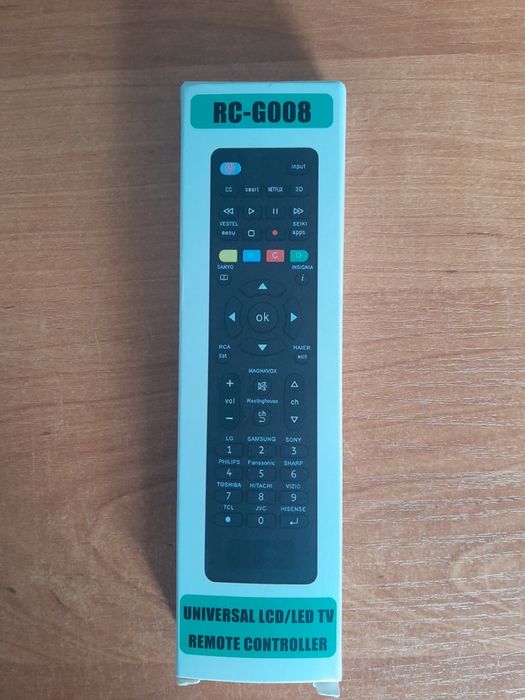 RC-G008
input
CC smart NETFLIX 3D
VESTEL SEIKI
menu apps
B C D
SANYO INSIGNIA
i
ok
RCA HAIER
list exit
MAGNAVOX
+
vol Westinghouse ch
- ch
LG SAMSUNG SONY
1 2 3
PHILIPS Panasonic SHARP
4 5 6
TOSHIBA HITACHI VIZIO
7 8 9
TCL JVC HISENSE
0
UNIVERSAL LCD/LED TV
REMOTE CONTROLLER